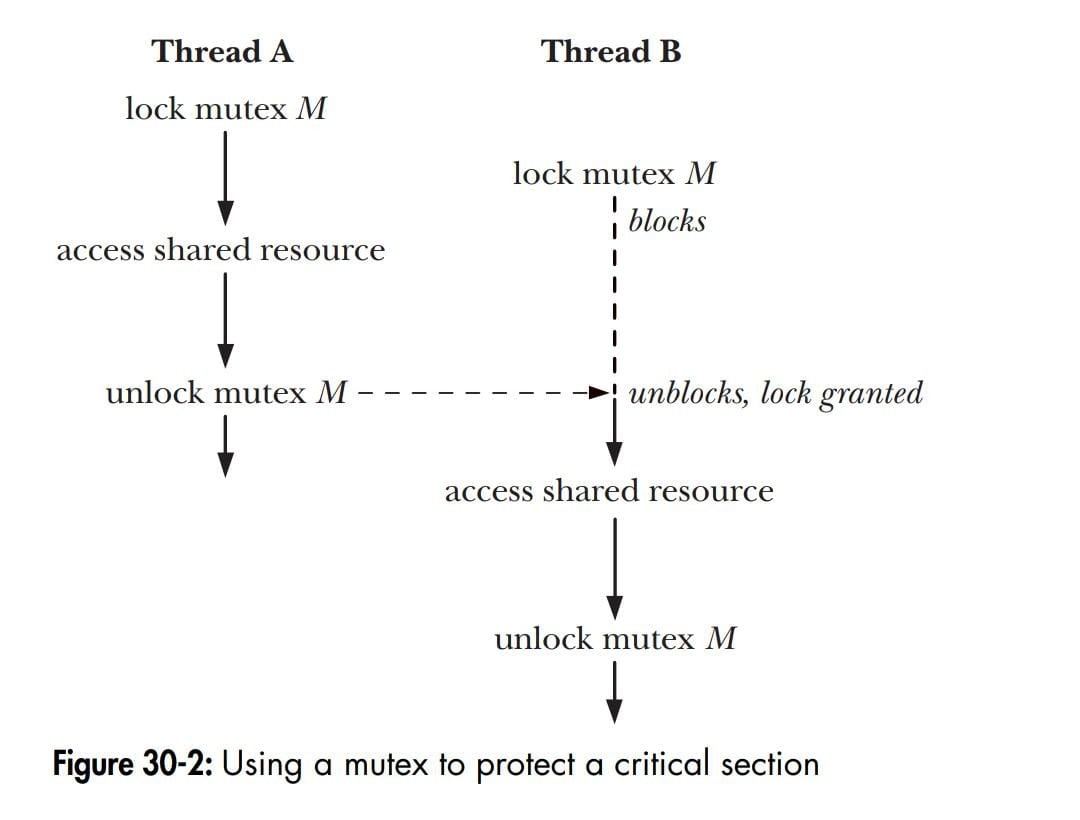 Thread A
Thread B
lock mutex M
lock mutex M
blocks
access shared resource
unlock mutex M
unblocks, lock granted
access shared resource
unlock mutex M
Figure 30-2: Using a mutex to protect a critical section